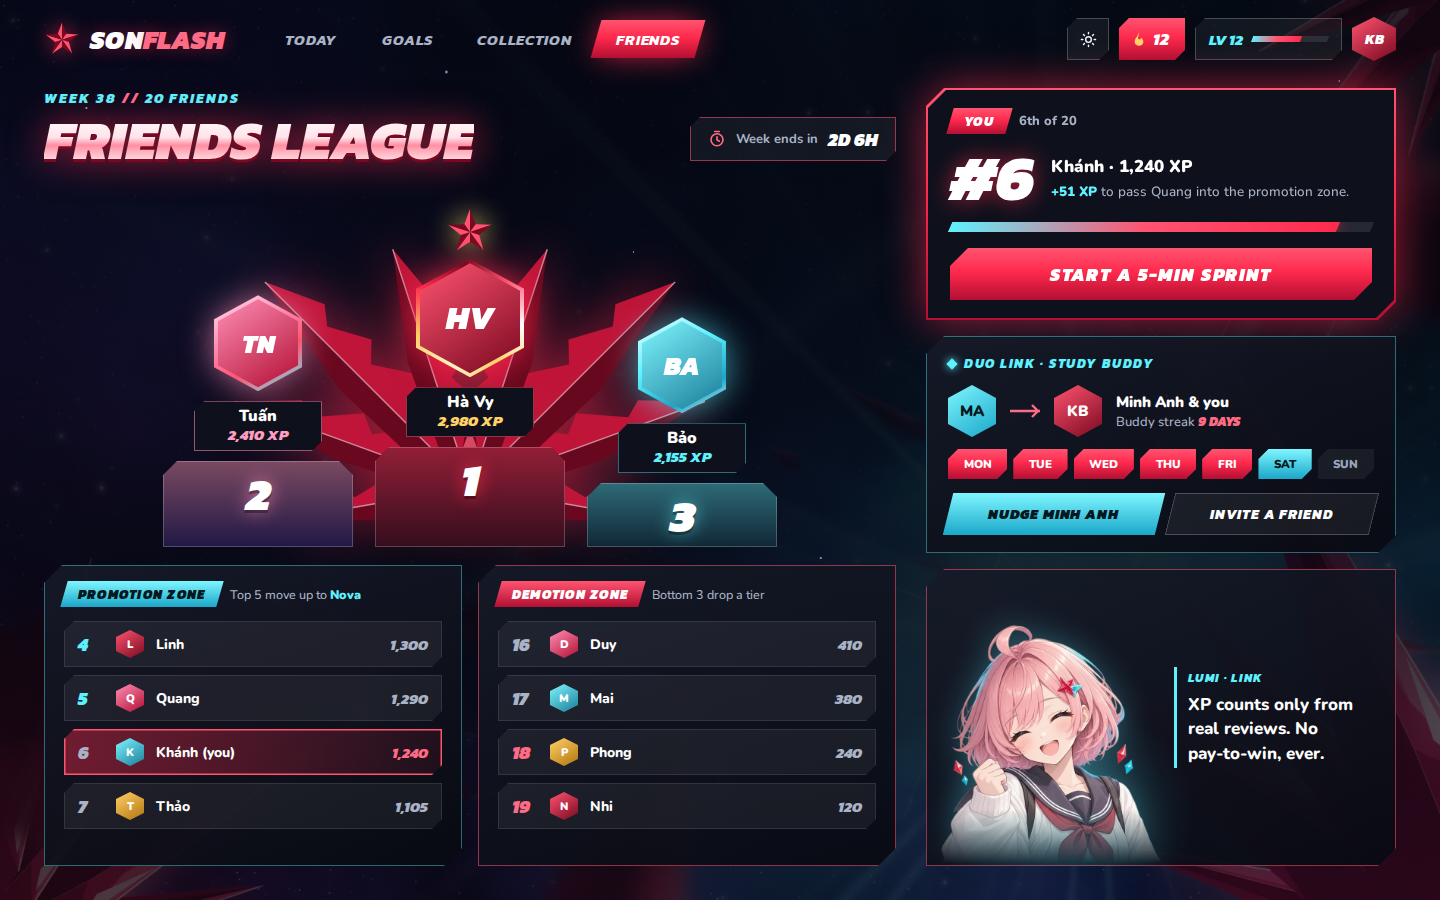 SONFLASH
TODAY
GOALS
COLLECTION
FRIENDS
12
LV 12
KB
WEEK 38 // 20 FRIENDS
FRIENDS LEAGUE
Week ends in 2D 6H
TN
HV
BA
Tuấn
2,410 XP
Hà Vy
2,980 XP
Bảo
2,155 XP
2
1
3
YOU
6th of 20
#6
Khánh · 1,240 XP
+51 XP to pass Quang into the promotion zone.
START A 5-MIN SPRINT
DUO LINK · STUDY BUDDY
MA
KB
Minh Anh & you
Buddy streak 9 DAYS
MON
TUE
WED
THU
FRI
SAT
SUN
NUDGE MINH ANH
INVITE A FRIEND
PROMOTION ZONE
Top 5 move up to Nova
4 L Linh 1,300
5 Q Quang 1,290
6 K Khánh (you) 1,240
7 T Thảo 1,105
DEMOTION ZONE
Bottom 3 drop a tier
16 D Duy 410
17 M Mai 380
18 P Phong 240
19 N Nhi 120
LUMI · LINK
XP counts only from
real reviews. No
pay-to-win, ever.